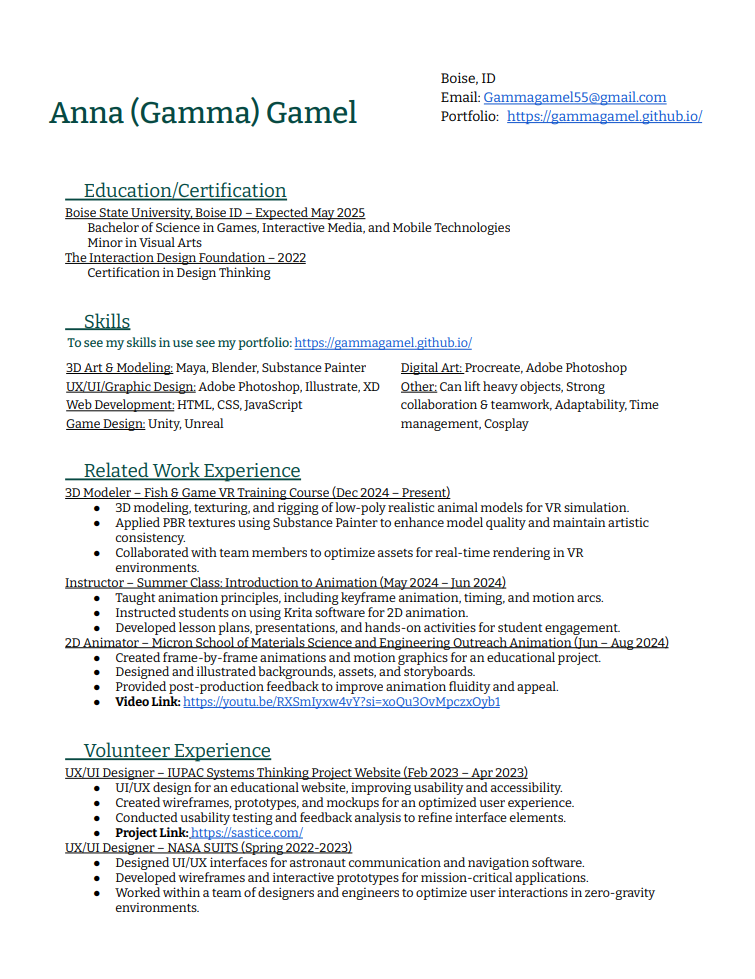 Anna (Gamma) Gamel
Boise, ID
Email: Gammagamel55@gmail.com
Portfolio: https://gammagamel.github.io/
Education/Certification
Boise State University, Boise ID – Expected May 2025
Bachelor of Science in Games, Interactive Media, and Mobile Technologies
Minor in Visual Arts
The Interaction Design Foundation – 2022
Certification in Design Thinking
Skills
To see my skills in use see my portfolio: https://gammagamel.github.io/
3D Art & Modeling: Maya, Blender, Substance Painter
UX/UI/Graphic Design: Adobe Photoshop, Illustrate, XD
Web Development: HTML, CSS, JavaScript
Game Design: Unity, Unreal
Digital Art: Procreate, Adobe Photoshop
Other: Can lift heavy objects, Strong
collaboration & teamwork, Adaptability, Time
management, Cosplay
Related Work Experience
3D Modeler – Fish & Game VR Training Course (Dec 2024 – Present)
● 3D modeling, texturing, and rigging of low-poly realistic animal models for VR simulation.
● Applied PBR textures using Substance Painter to enhance model quality and maintain artistic
consistency.
● Collaborated with team members to optimize assets for real-time rendering in VR
environments.
Instructor – Summer Class: Introduction to Animation (May 2024 – Jun 2024)
● Taught animation principles, including keyframe animation, timing, and motion arcs.
● Instructed students on using Krita software for 2D animation.
● Developed lesson plans, presentations, and hands-on activities for student engagement.
2D Animator – Micron School of Materials Science and Engineering Outreach Animation (Jun – Aug 2024)
● Created frame-by-frame animations and motion graphics for an educational project.
● Designed and illustrated backgrounds, assets, and storyboards.
● Provided post-production feedback to improve animation fluidity and appeal.
● Video Link: https://youtu.be/RXSmIyxw4vY?si=xoQu3OvMpczxOyb1
Volunteer Experience
UX/UI Designer – IUPAC Systems Thinking Project Website (Feb 2023 – Apr 2023)
● UI/UX design for an educational website, improving usability and accessibility.
● Created wireframes, prototypes, and mockups for an optimized user experience.
● Conducted usability testing and feedback analysis to refine interface elements.
● Project Link: https://sastice.com/
UX/UI Designer – NASA SUITS (Spring 2022-2023)
● Designed UI/UX interfaces for astronaut communication and navigation software.
● Developed wireframes and interactive prototypes for mission-critical applications.
● Worked within a team of designers and engineers to optimize user interactions in zero-gravity
environments.